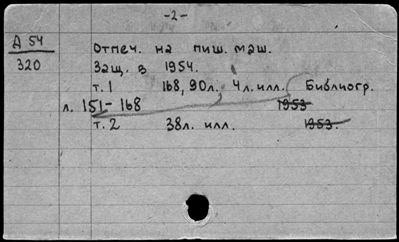 -2-
Д 54
320
Отпеч. на пиш. маш.
Защ. в 1954.
т. 1 168, 90л. 4 л. илл. Библиогр.
л. 151-168 1953
т. 2 38л. илл. 1953.